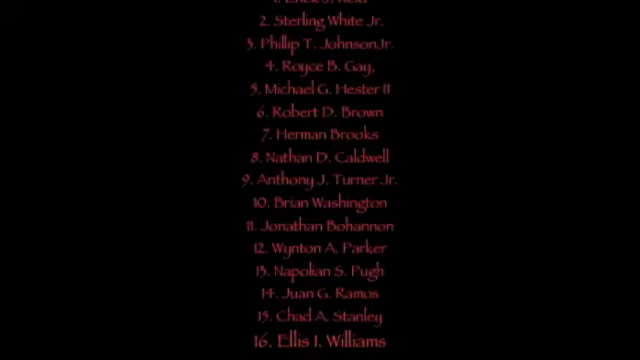 2. Sterling White Jr.
3. Phillip T. JohnsonJr.
4. Royce B. Gay,
5. Michael G. Hester II
6. Robert D. Brown
7. Herman Brooks
8. Nathan D. Caldwell
9. Anthony J. Turner Jr.
10. Brian Washington
11. Jonathan Bohannon
12. Wynton A. Parker
13. Napolian S. Pugh
14. Juan G. Ramos
15. Chad A. Stanley
16. Ellis I. Williams